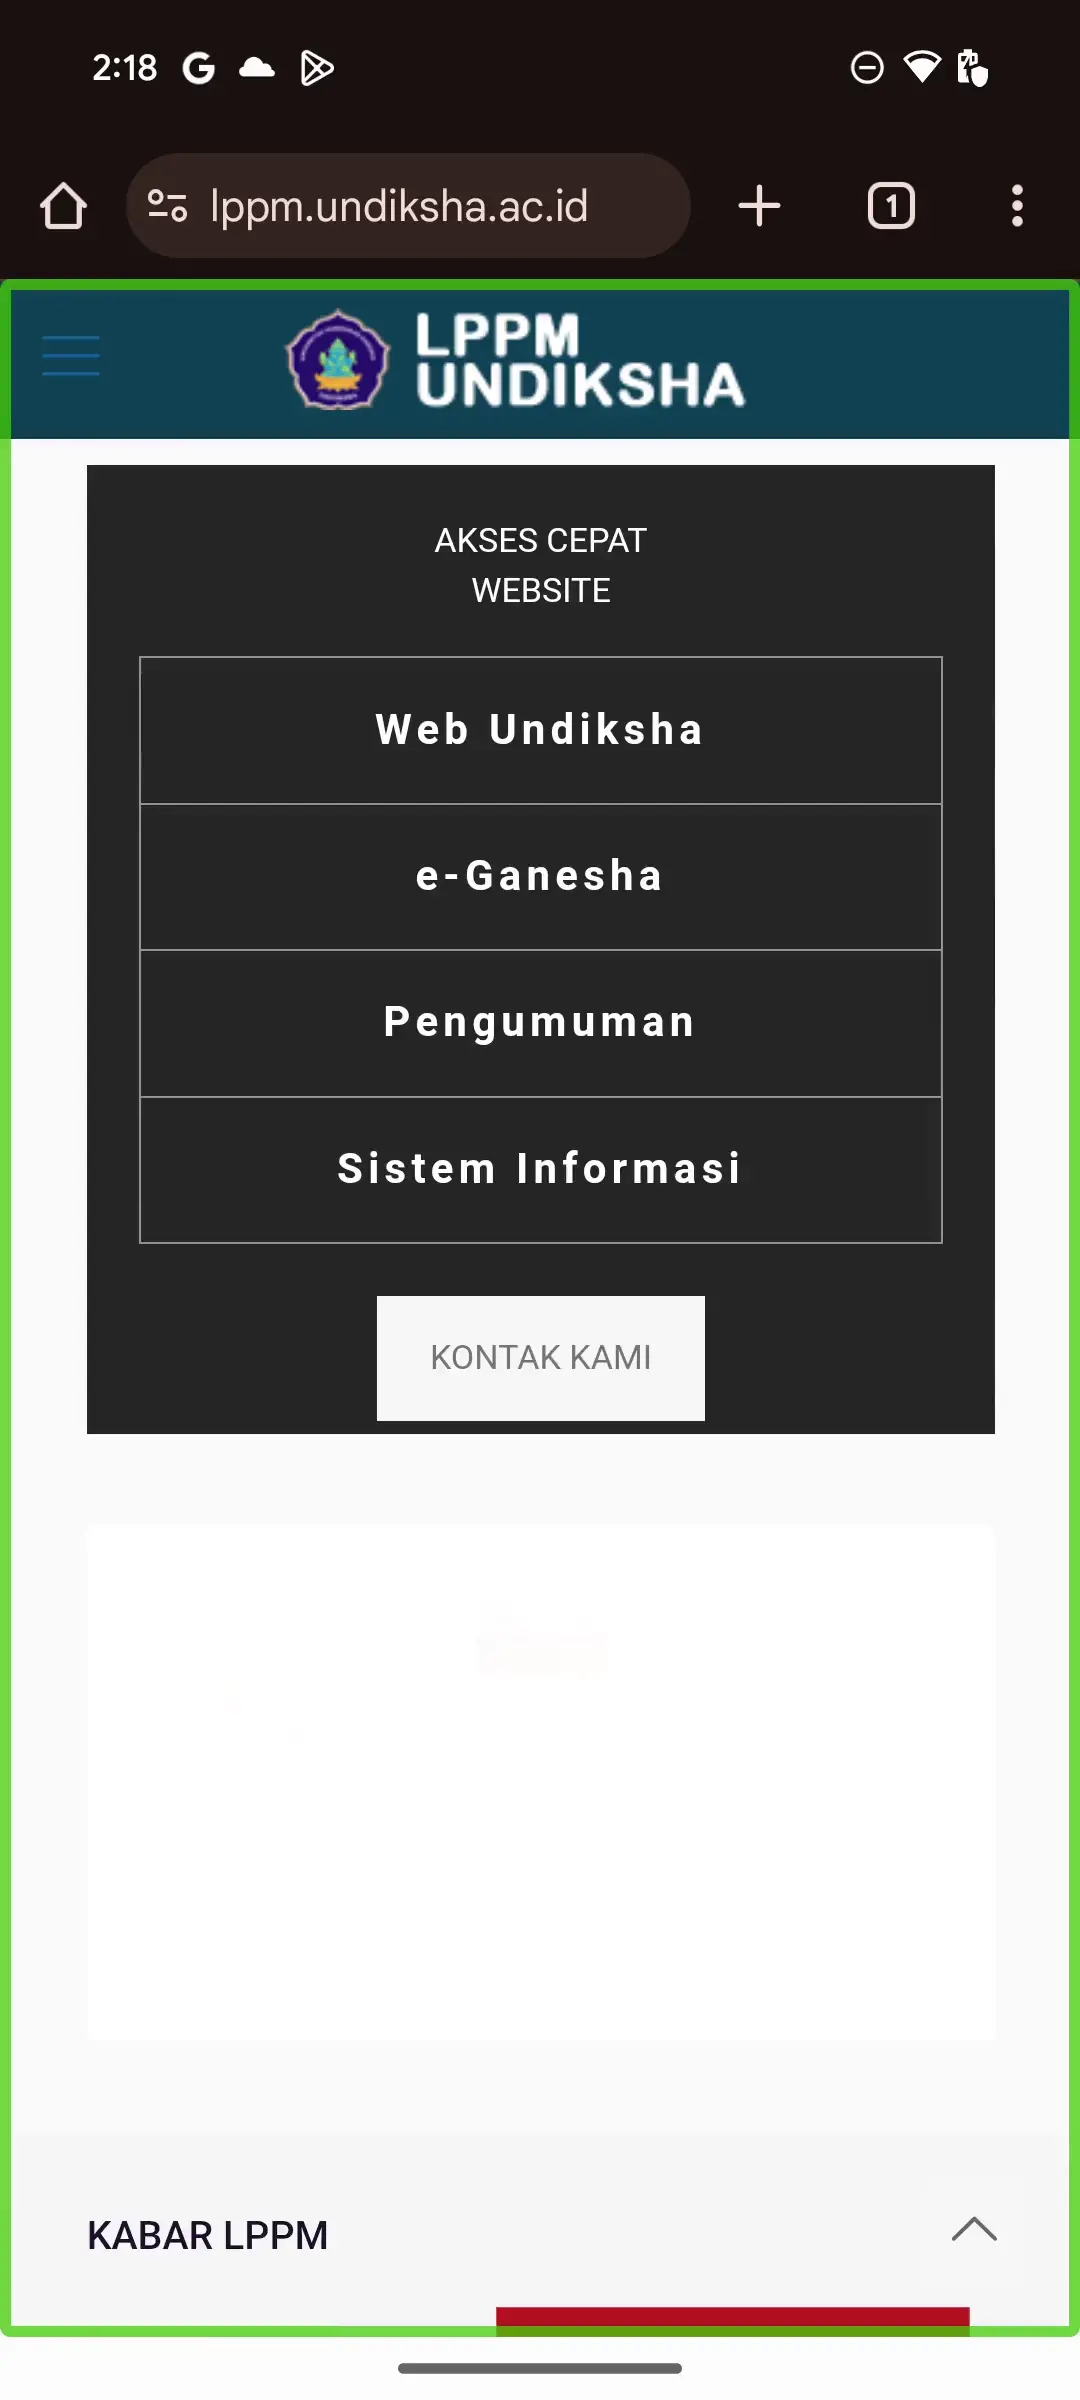 2:18
lppm.undiksha.ac.id
1
LPPM
UNDIKSHA
AKSES CEPAT
WEBSITE
Web Undiksha
e-Ganesha
Pengumuman
Sistem Informasi
KONTAK KAMI
KABAR LPPM